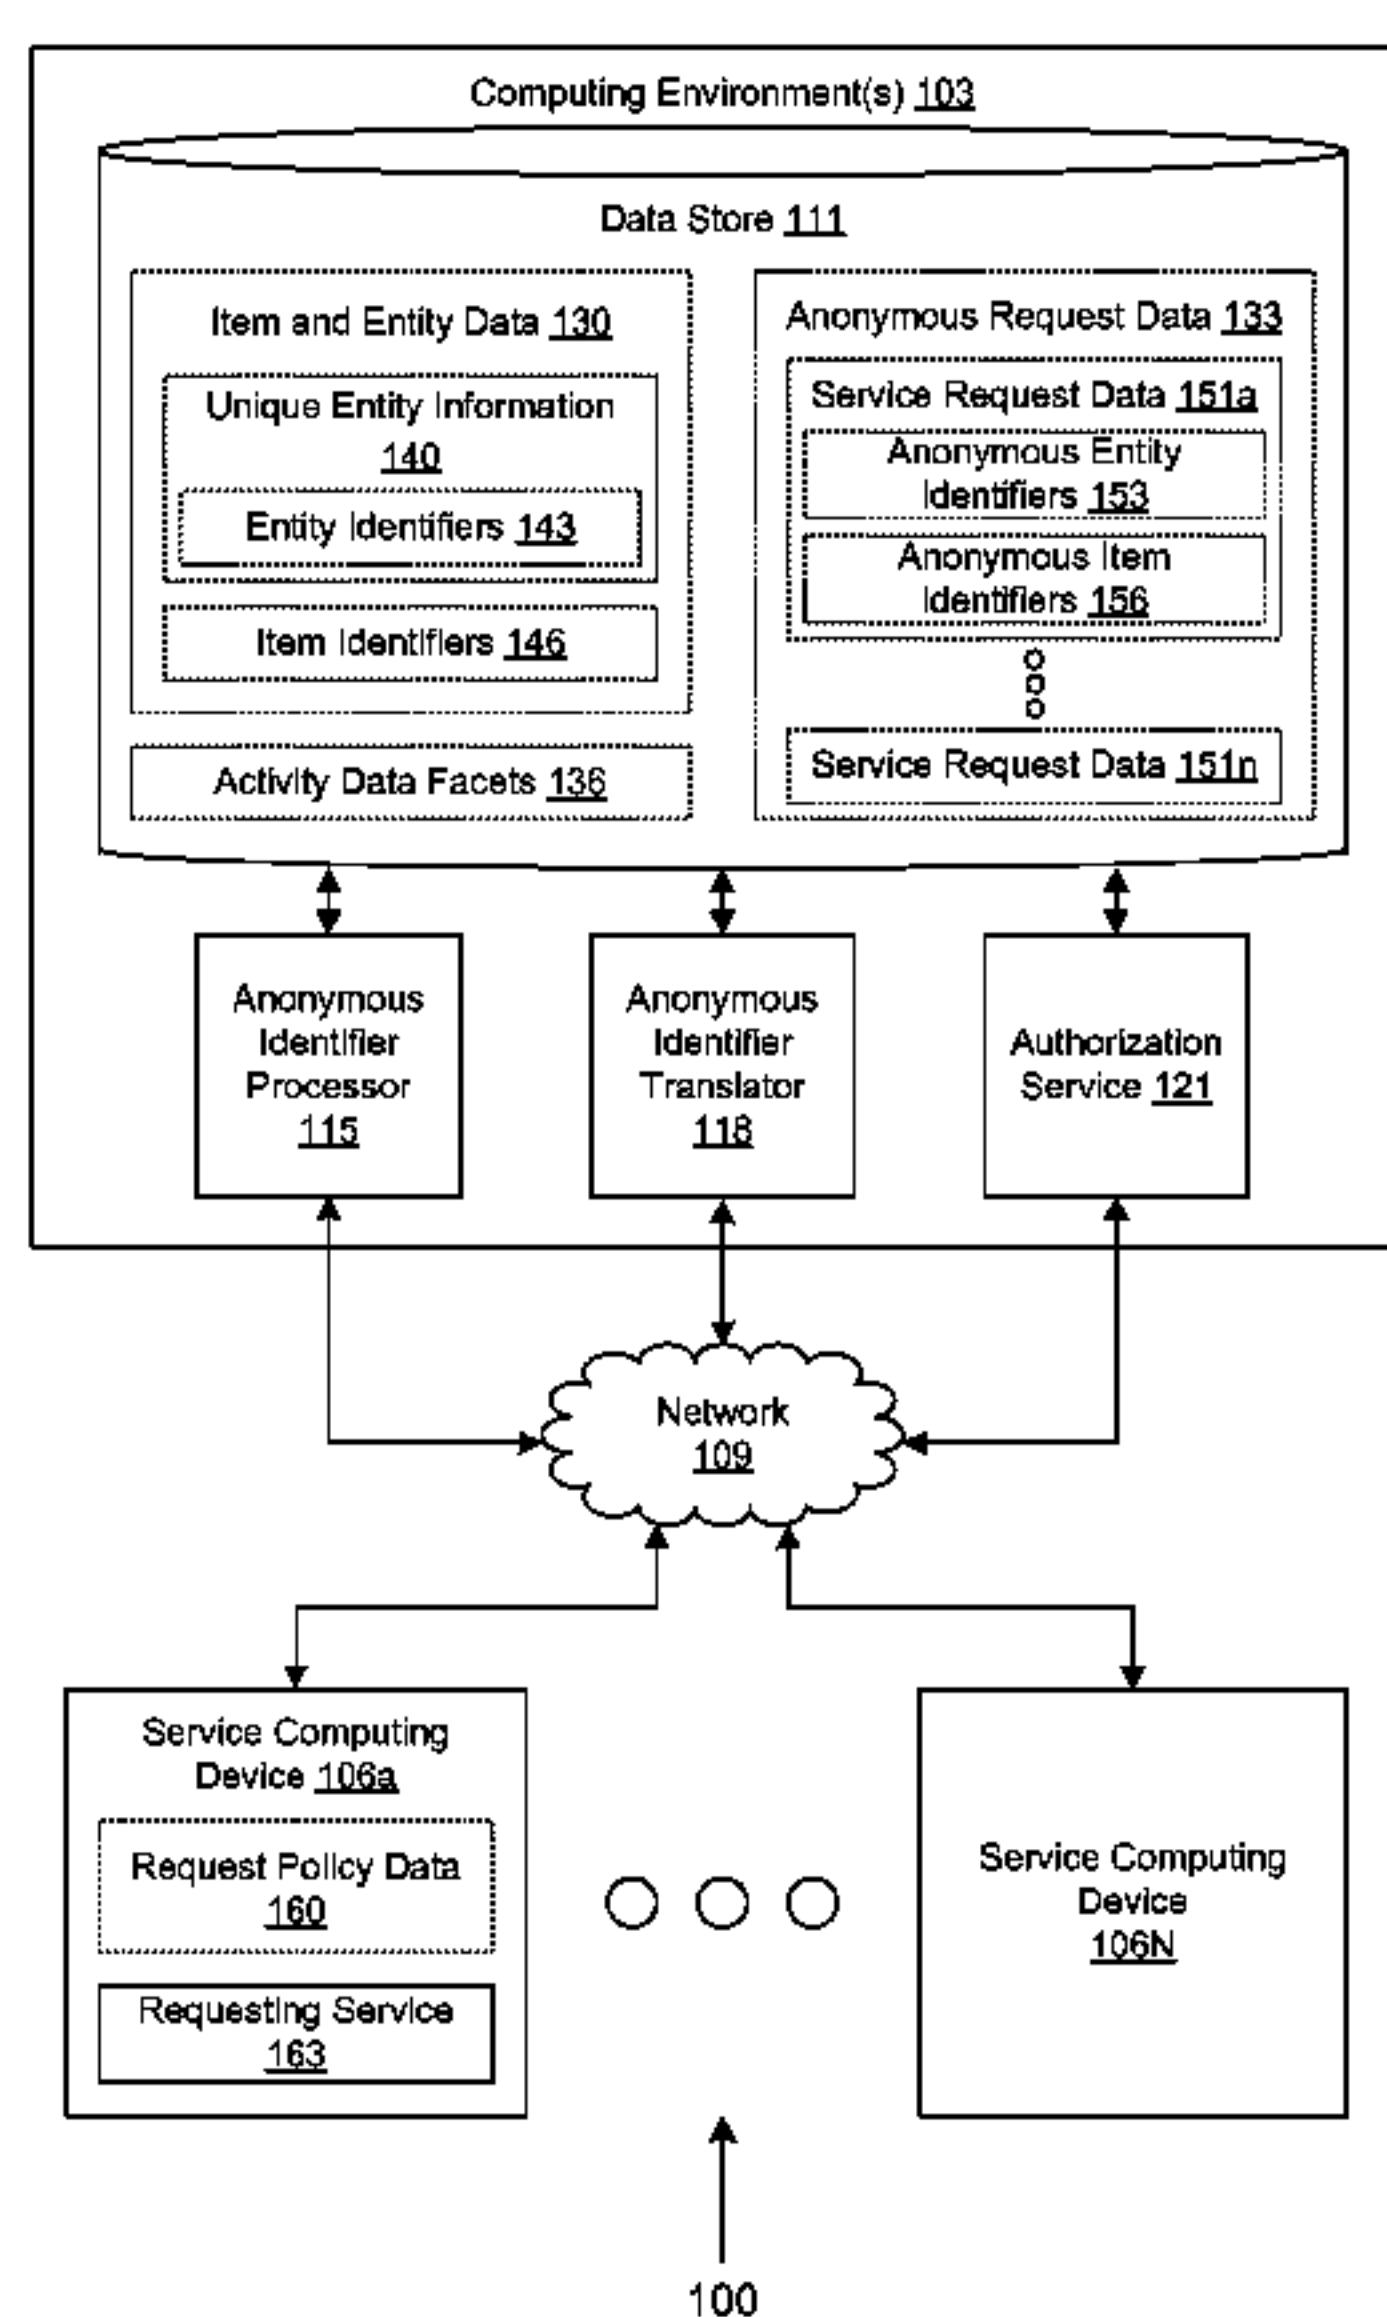 Computing Environment(s) 103
Data Store 111
Item and Entity Data 130
Unique Entity Information
140
Entity Identifiers 143
Item Identifiers 146
Activity Data Facets 136
Anonymous Request Data 133
Service Request Data 151a
Anonymous Entity
Identifiers 153
Anonymous Item
Identifiers 156
Service Request Data 151n
Anonymous
Identifier
Processor
115
Anonymous
Identifier
Translator
118
Authorization
Service 121
Network
109
Service Computing
Device 106a
Request Policy Data
160
Requesting Service
163
Service Computing
Device
106N
100